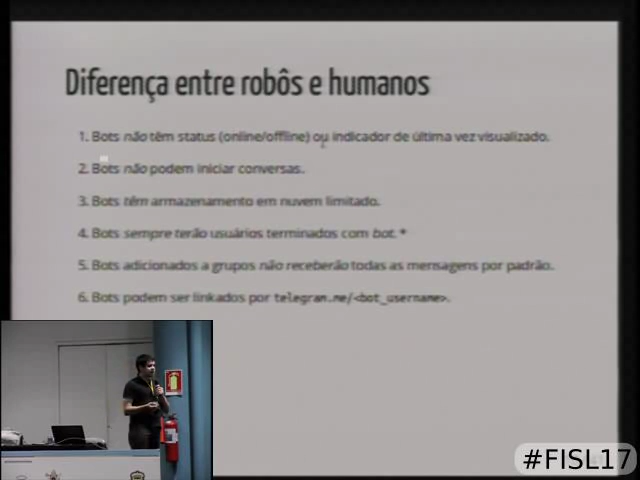 Diferença entre robôs e humanos
1. Bots não têm status (online/offline) ou indicador de última vez visualizado.
2. Bots não podem iniciar conversas.
3. Bots têm armazenamento em nuvem limitado.
4. Bots sempre terão usuários terminados com bot. *
5. Bots adicionados a grupos não receberão todas as mensagens por padrão.
6. Bots podem ser linkados por telegram.me/<bot_username>.
#FISL17